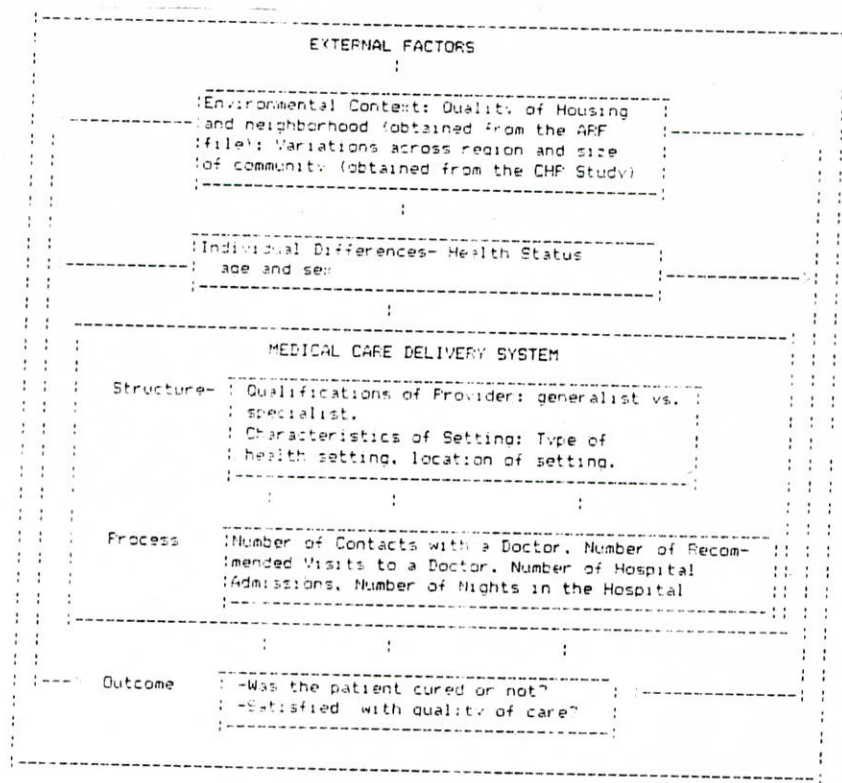 EXTERNAL FACTORS
Environmental Context: Quality of Housing
and neighborhood (obtained from the ARF
file); Variations across region and size
of community (obtained from the CHR Study)
Individual Differences- Health Status
age and sex
MEDICAL CARE DELIVERY SYSTEM
Structure- Qualifications of Provider: generalist vs.
specialist.
Characteristics of Setting: Type of
health setting, location of setting.
Process Number of Contacts with a Doctor, Number of Recom-
mended Visits to a Doctor, Number of Hospital
Admissions, Number of Nights in the Hospital
Outcome -Was the patient cured or not?
-Satisfied with quality of care?